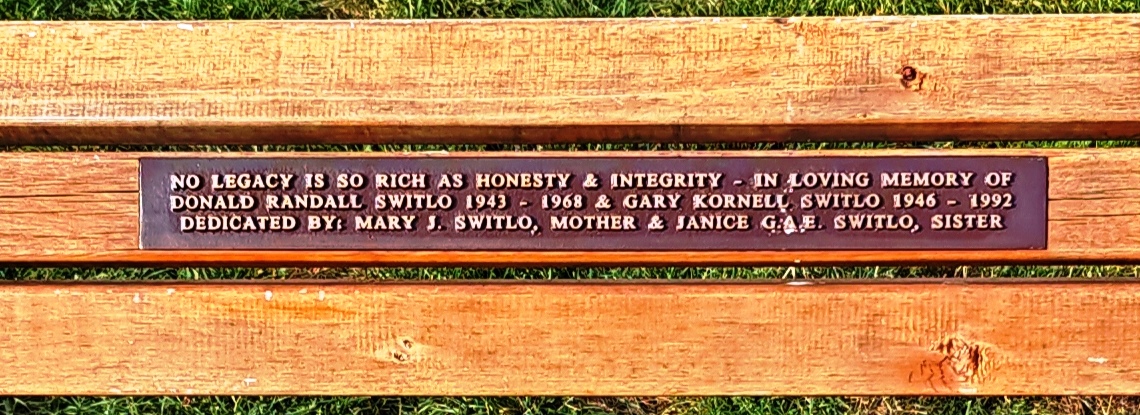 NO LEGACY IS SO RICH AS HONESTY & INTEGRITY - IN LOVING MEMORY OF
DONALD RANDALL SWITLO 1943 - 1968 & GARY KORNELL SWITLO 1946 - 1992
DEDICATED BY: MARY J. SWITLO, MOTHER & JANICE G.A.E. SWITLO, SISTER